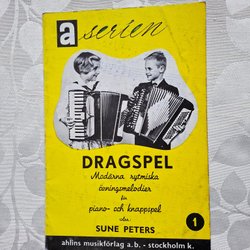 a serien
DRAGSPEL
Moderna rytmiska
övningsmelodier
för
piano- och knappspel
av
SUNE PETERS
1
ahlins musikförlag a.b. - stockholm k.